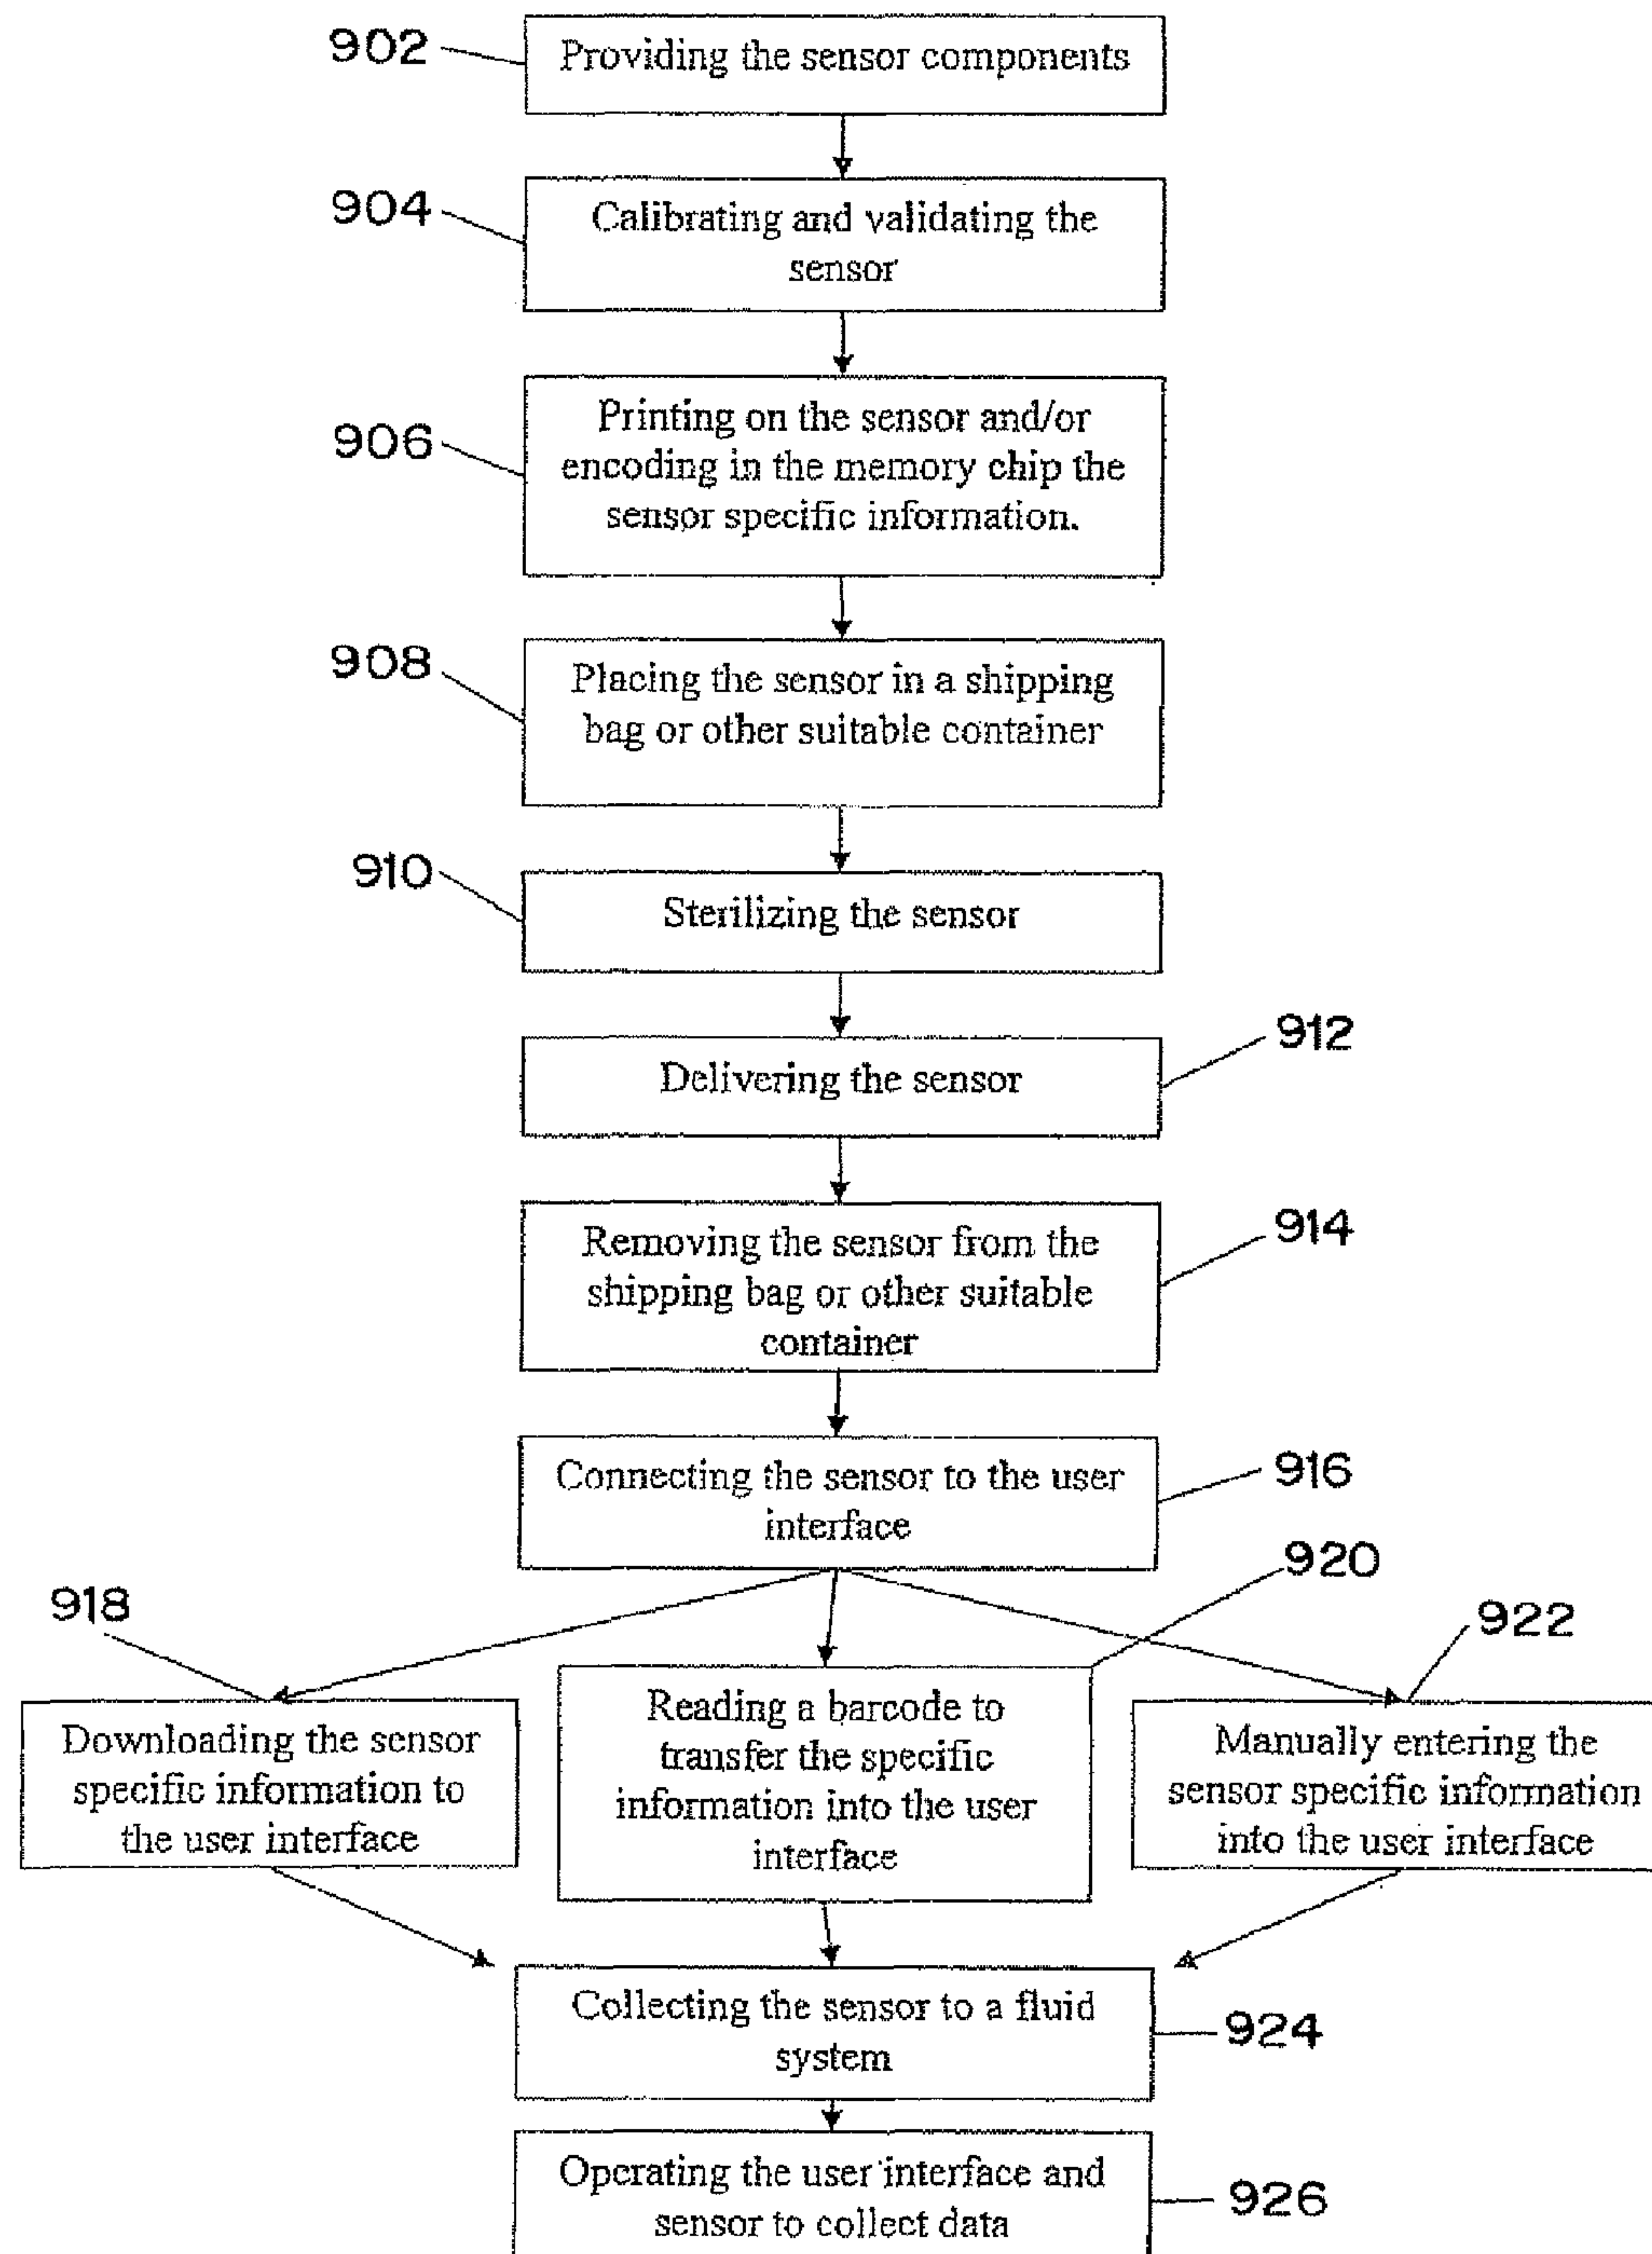 902
Providing the sensor components
904
Calibrating and validating the
sensor
906
Printing on the sensor and/or
encoding in the memory chip the
sensor specific information.
908
Placing the sensor in a shipping
bag or other suitable container
910
Sterilizing the sensor
912
Delivering the sensor
914
Removing the sensor from the
shipping bag or other suitable
container
916
Connecting the sensor to the user
interface
918
Downloading the sensor
specific information to
the user interface
920
Reading a barcode to
transfer the specific
information into the user
interface
922
Manually entering the
sensor specific information
into the user interface
924
Collecting the sensor to a fluid
system
926
Operating the user interface and
sensor to collect data